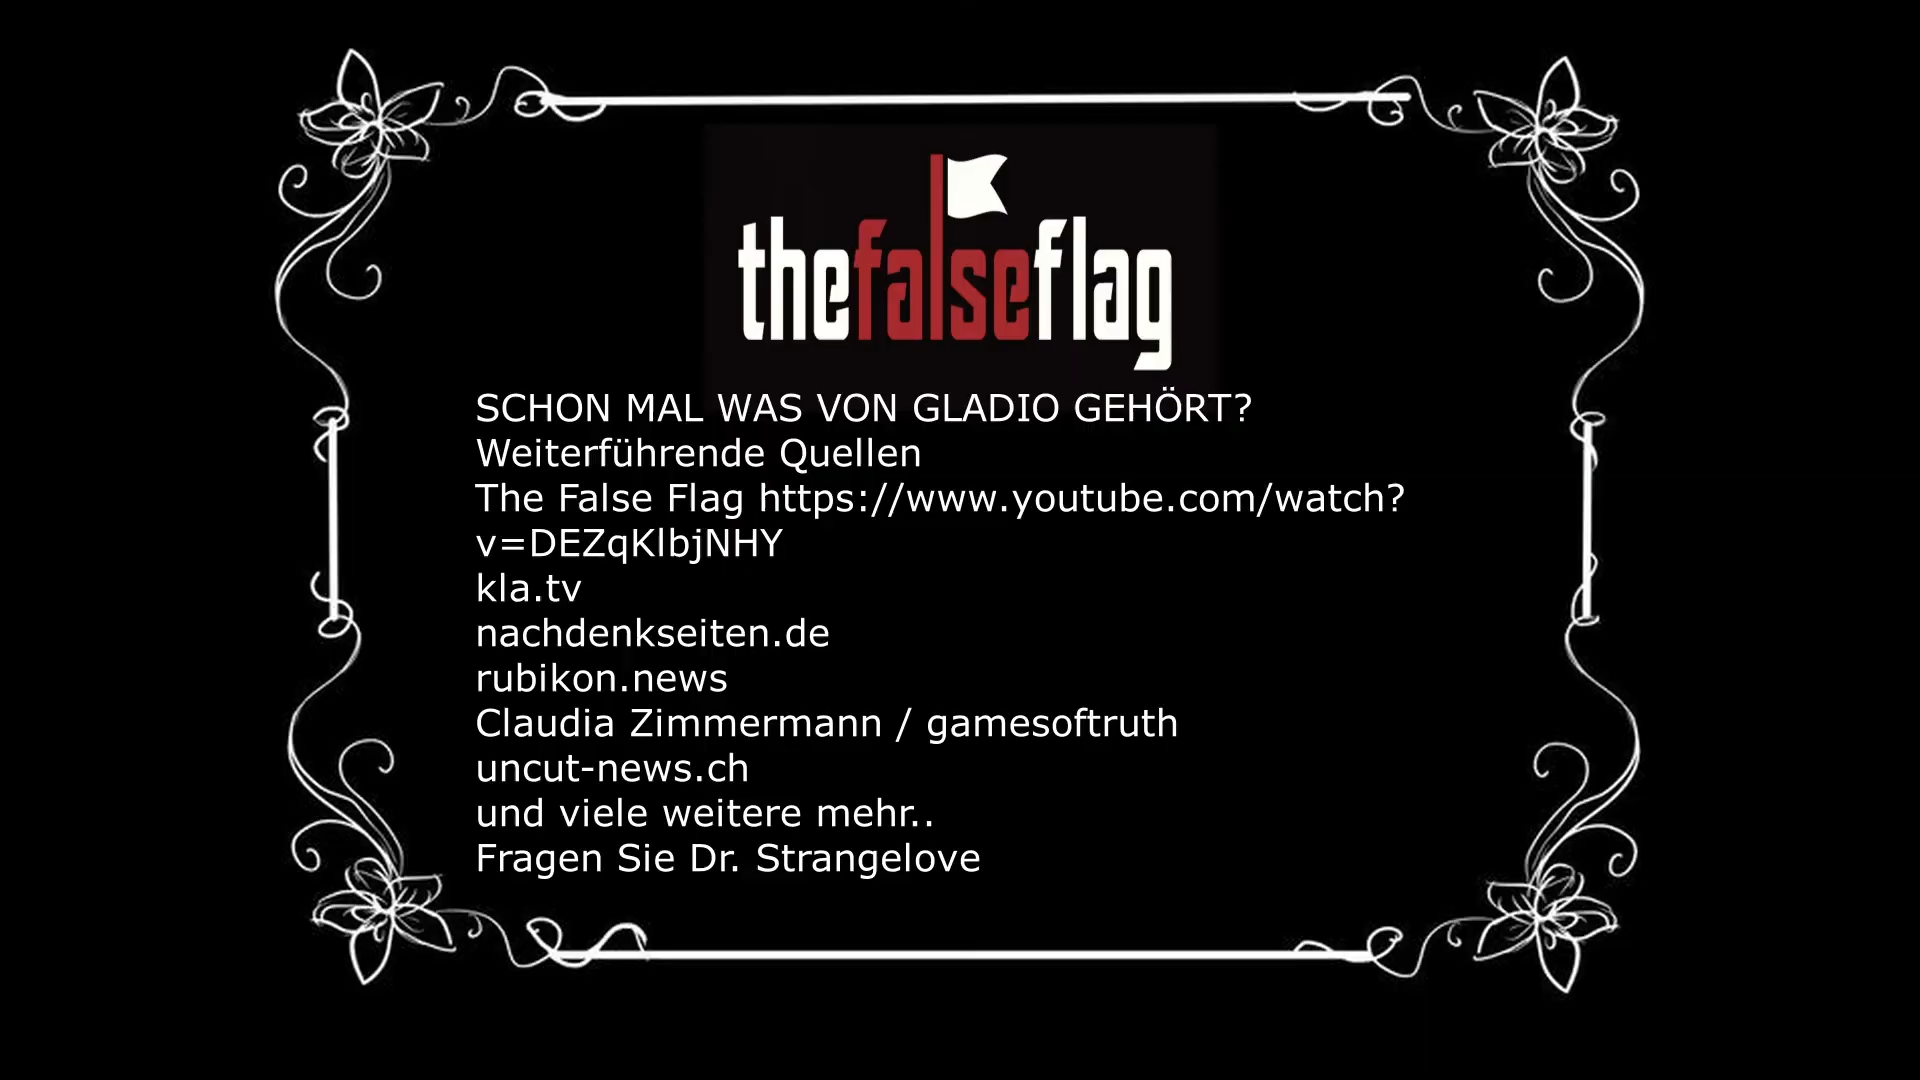 thefalseflag
SCHON MAL WAS VON GLADIO GEHÖRT?
Weiterführende Quellen
The False Flag https://www.youtube.com/watch?
v=DEZqKlbjNHY
kla.tv
nachdenkseiten.de
rubikon.news
Claudia Zimmermann / gamesoftruth
uncut-news.ch
und viele weitere mehr..
Fragen Sie Dr. Strangelove